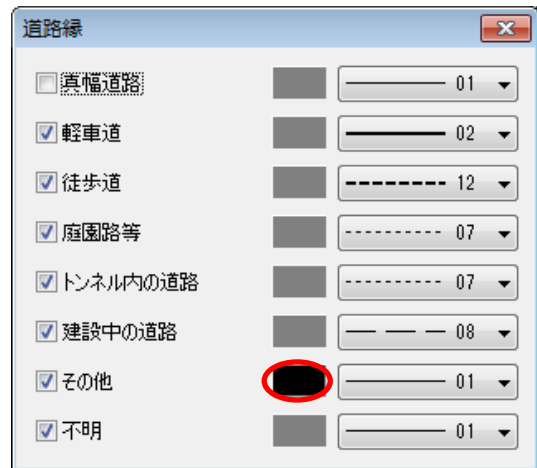 道路縁
真幅道路 01
軽車道 02
徒歩道 12
庭園路等 07
トンネル内の道路 07
建設中の道路 08
その他 01
不明 01